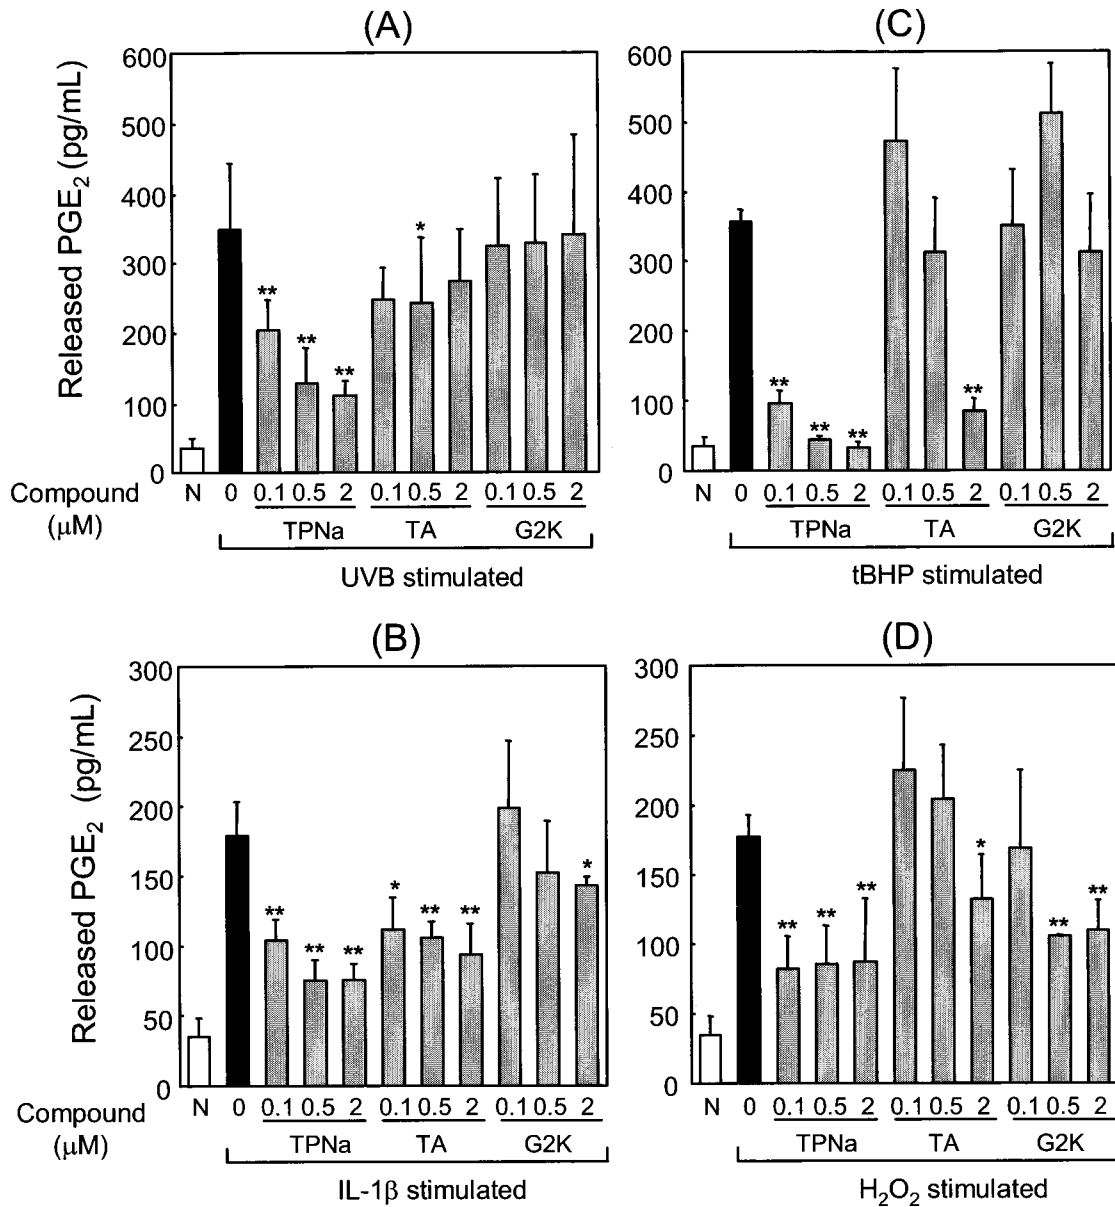 (A)
Released PGE2 (pg/mL)
600
500
400
300
200
100
0
**
**
**
*
Compound
(μM)
N 0 0.1 0.5 2 0.1 0.5 2 0.1 0.5 2
TPNa TA G2K
UVB stimulated
(C)
600
500
400
300
200
100
0
**
**
**
**
N 0 0.1 0.5 2 0.1 0.5 2 0.1 0.5 2
TPNa TA G2K
tBHP stimulated
(B)
Released PGE2 (pg/mL)
300
250
200
150
100
50
0
**
**
**
*
**
**
*
Compound
(μM)
N 0 0.1 0.5 2 0.1 0.5 2 0.1 0.5 2
TPNa TA G2K
IL-1β stimulated
(D)
300
250
200
150
100
50
0
**
**
**
*
**
**
N 0 0.1 0.5 2 0.1 0.5 2 0.1 0.5 2
TPNa TA G2K
H2O2 stimulated